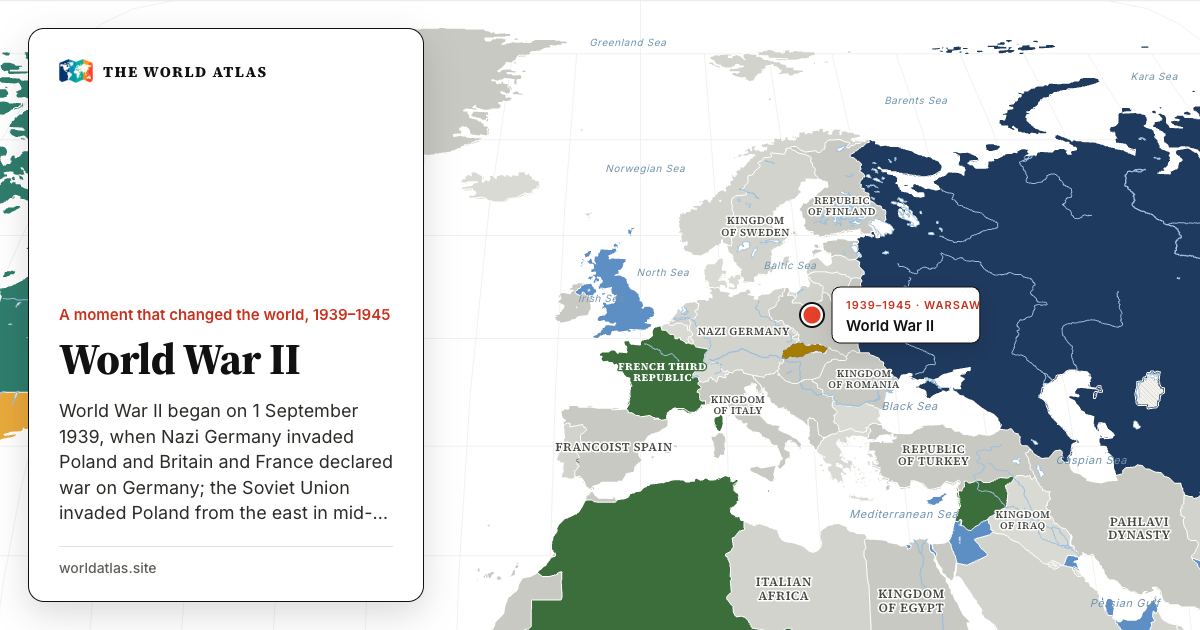 THE WORLD ATLAS
A moment that changed the world, 1939–1945
World War II
World War II began on 1 September
1939, when Nazi Germany invaded
Poland and Britain and France declared
war on Germany; the Soviet Union
invaded Poland from the east in mid-...
worldatlas.site
Greenland Sea
Kara Sea
Barents Sea
Norwegian Sea
REPUBLIC
OF FINLAND
KINGDOM
OF SWEDEN
Baltic Sea
North Sea
Irish Se
1939–1945 · WARSAW
World War II
NAZI GERMANY
FRENCH THIRD
REPUBLIC
KINGDOM
OF ROMANIA
KINGDOM
OF ITALY
Black Sea
FRANCOIST SPAIN
REPUBLIC
OF TURKEY
Caspian Sea
Mediterranean Sea
KINGDOM
OF IRAQ
PAHLAVI
DYNASTY
ITALIAN
AFRICA
KINGDOM
OF EGYPT
Persian Gulf